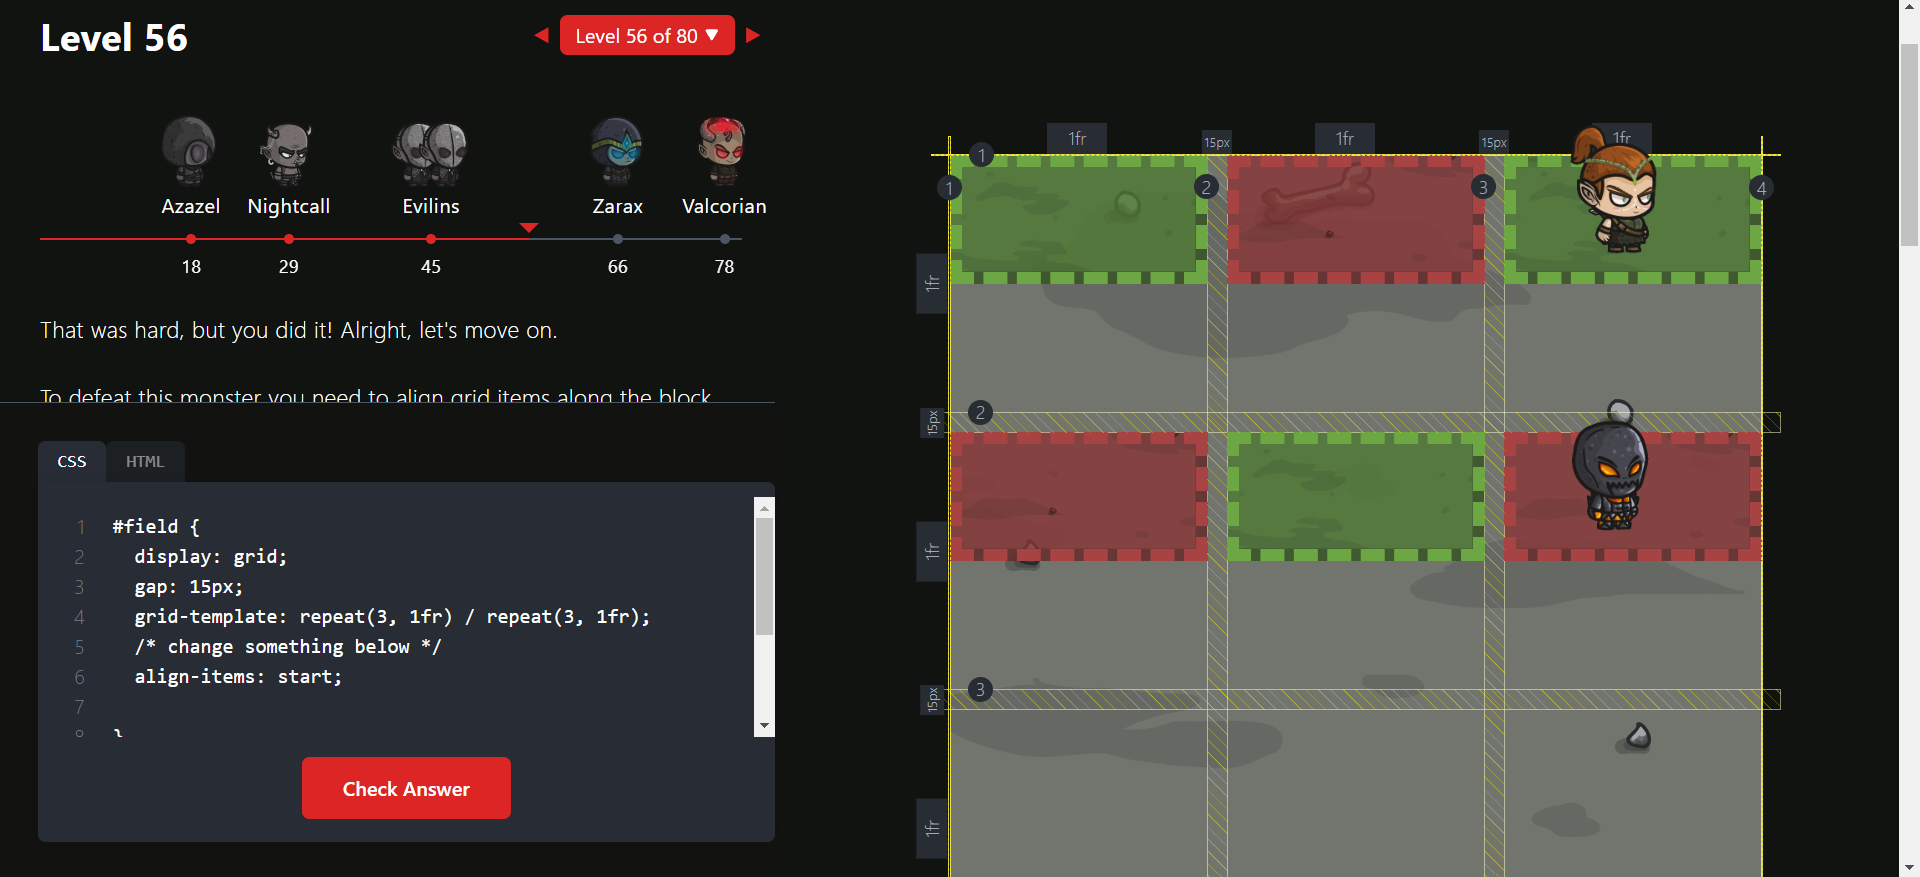 Level 56
Level 56 of 80 ▼
Azazel Nightcall Evilins Zarax Valcorian
18 29 45 66 78
That was hard, but you did it! Alright, let's move on.
To defeat this monster you need to align grid items along the block
CSS HTML
1 #field {
2 display: grid;
3 gap: 15px;
4 grid-template: repeat(3, 1fr) / repeat(3, 1fr);
5 /* change something below */
6 align-items: start;
7
8 }
Check Answer
1fr 15px 1fr 15px 1fr
1
1 2 3 4
1fr
15px 2
1fr
15px 3
1fr